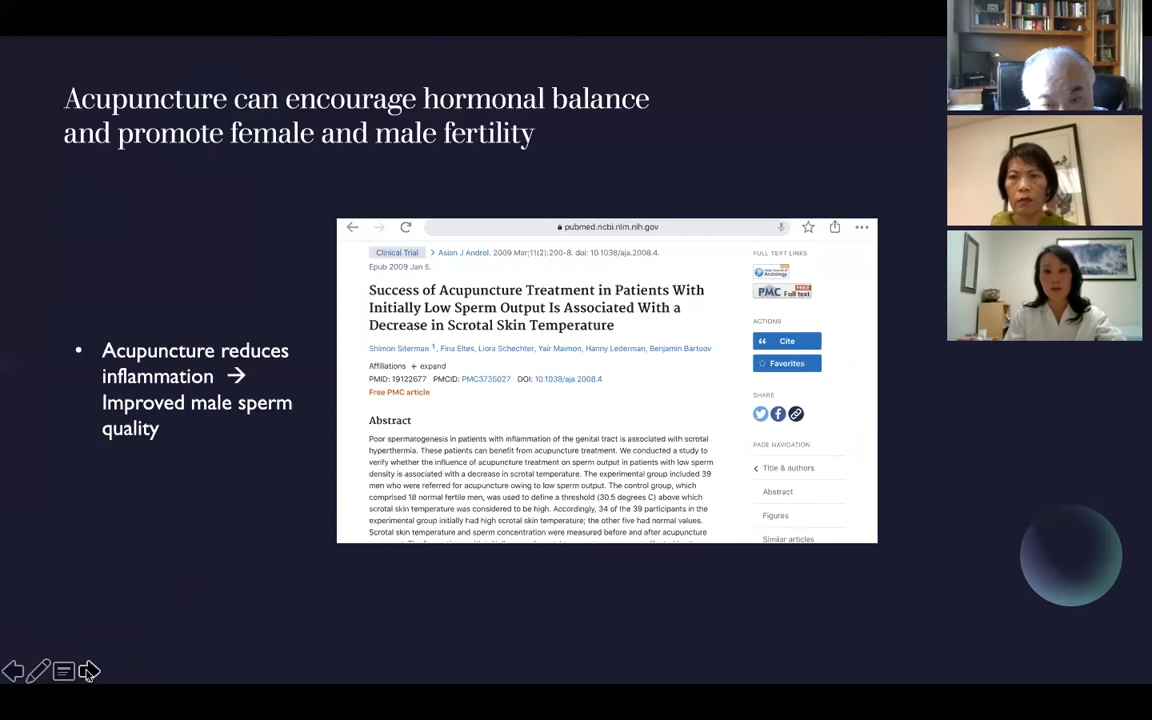 Acupuncture can encourage hormonal balance
and promote female and male fertility
• Acupuncture reduces
inflammation →
Improved male sperm
quality
pubmed.ncbi.nlm.nih.gov
Clinical Trial > Asian J Androl. 2009 Mar;11(2):200-8. doi: 10.1038/aja.2008.4.
Epub 2009 Jan 5.
Success of Acupuncture Treatment in Patients With
Initially Low Sperm Output Is Associated With a
Decrease in Scrotal Skin Temperature
Shimon Siterman 1, Fina Eltes, Liora Schechter, Yair Maimon, Hanny Lederman, Benjamin Bartoov
Affiliations + expand
PMID: 19122677 PMCID: PMC3735027 DOI: 10.1038/aja.2008.4
Free PMC article
Abstract
Poor spermatogenesis in patients with inflammation of the genital tract is associated with scrotal
hyperthermia. These patients can benefit from acupuncture treatment. We conducted a study to
verify whether the influence of acupuncture treatment on sperm output in patients with low sperm
density is associated with a decrease in scrotal temperature. The experimental group included 39
men who were referred for acupuncture owing to low sperm output. The control group, which
comprised 18 normal fertile men, was used to define a threshold (30.5 degrees C) above which
scrotal skin temperature was considered to be high. Accordingly, 34 of the 39 participants in the
experimental group initially had high scrotal skin temperature; the other five had normal values.
Scrotal skin temperature and sperm concentration were measured before and after acupuncture
FULL TEXT LINKS
PMC Full text
FREE
ACTIONS
Cite
Favorites
SHARE
PAGE NAVIGATION
Title & authors
Abstract
Figures
Similar articles